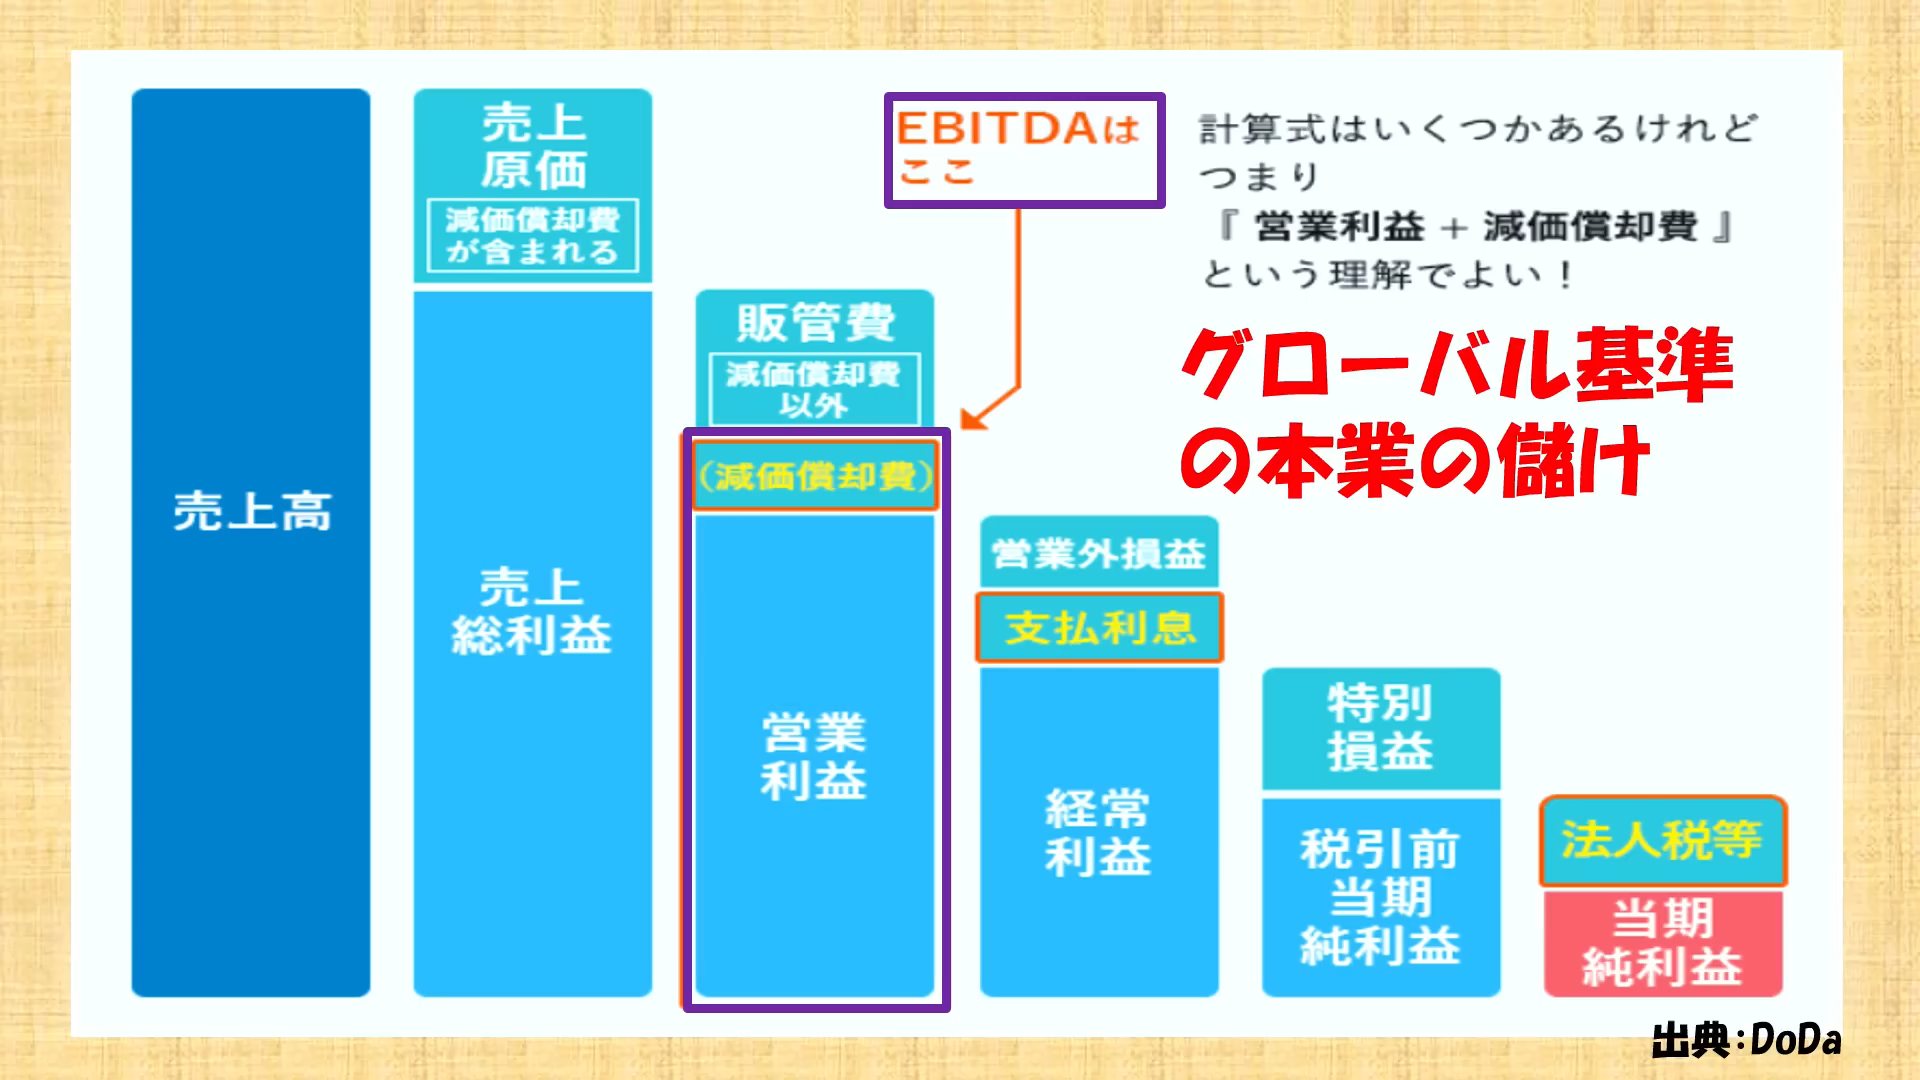 売上高
売上
原価
減価償却費
が含まれる
売上
総利益
販管費
減価償却費
以外
(減価償却費)
営業
利益
EBITDAは
ここ
計算式はいくつかあるけれど
つまり
『 営業利益 + 減価償却費 』
という理解でよい！
グローバル基準
の本業の儲け
営業外損益
支払利息
経常
利益
特別
損益
税引前
当期
純利益
法人税等
当期
純利益
出典：DoDa